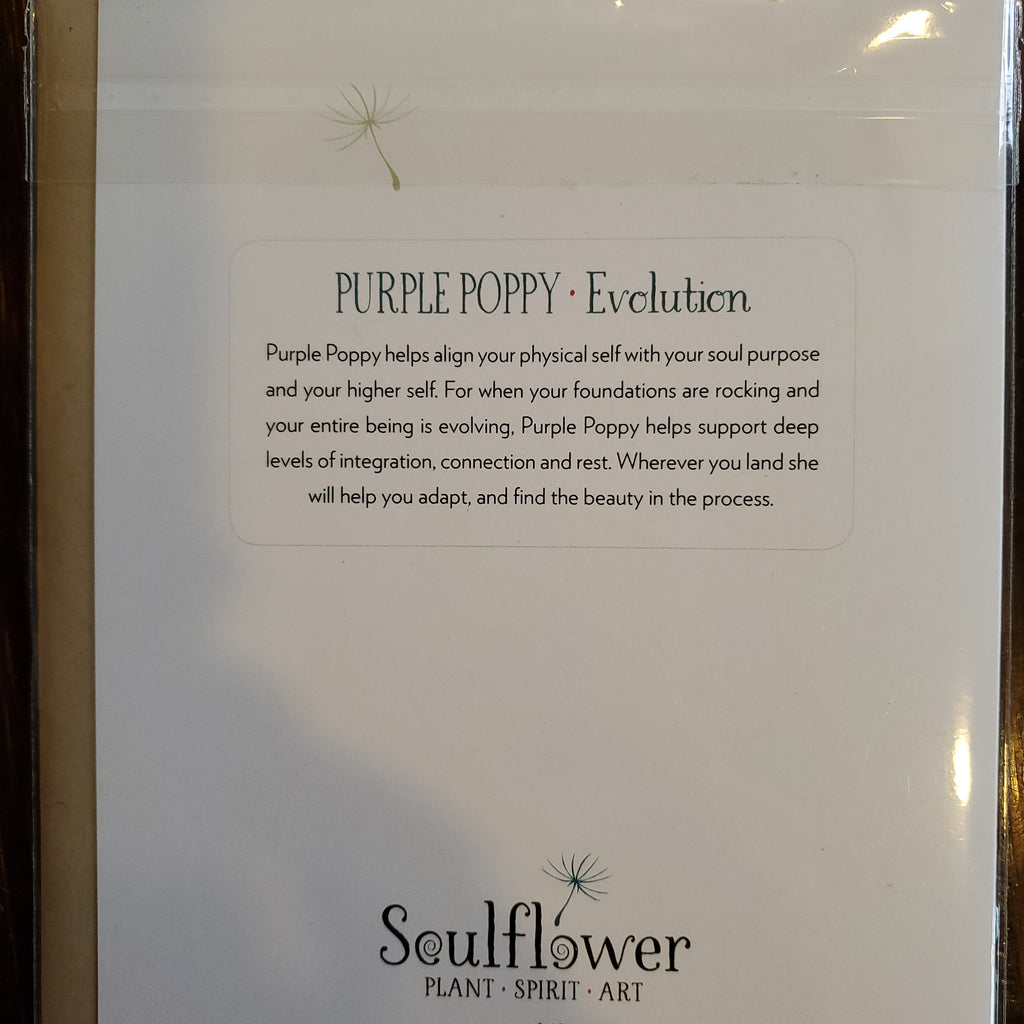 PURPLE POPPY · Evolution
Purple Poppy helps align your physical self with your soul purpose
and your higher self. For when your foundations are rocking and
your entire being is evolving, Purple Poppy helps support deep
levels of integration, connection and rest. Wherever you land she
will help you adapt, and find the beauty in the process.
Soulflower
PLANT · SPIRIT · ART